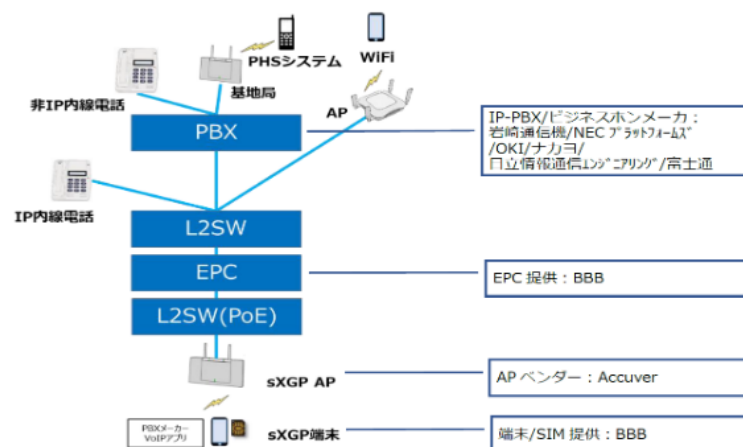 PHSシステム
WiFi
非IP内線電話
基地局
AP
PBX
IP-PBX/ビジネスホンメーカ：
岩崎通信機/NEC プラットフォームズ
/OKI/ナカヨ/
日立情報通信エンジニアリング/富士通
IP内線電話
L2SW
EPC
EPC 提供：BBB
L2SW(PoE)
sXGP AP
AP ベンダー：Accuver
PBXメーカー
VoIPアプリ
sXGP端末
端末/SIM 提供：BBB